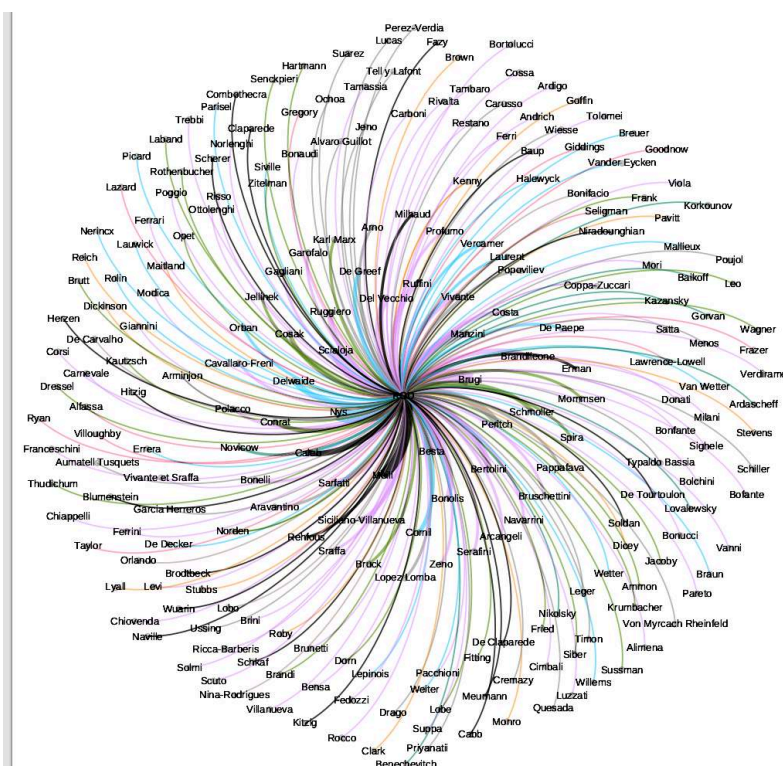 Perez-Verdia
Lucas
Fazy
Bortolucci
Suarez
Brown
Hartmann
Tell y Lafont
Cossa
Senckpieri
Tamassia
Ardigo
Combothecra
Ochoa
Tambaro
Goffin
Parisel
Gregory
Rivalta
Carusso
Trebbi
Carboni
Andrich
Tolomei
Claparede
Jeno
Restano
Wiesse
Breuer
Laband
Norlenghi
Alvaro Guillot
Ferri
Giddings
Goodnow
Picard
Scherer
Bonaudi
Baup
Vander Eycken
Rothenbucher
Siville
Zitelman
Kenny
Halewyck
Viola
Lazard
Poggio
Risso
Bonifacio
Frank
Korkounov
Ottolenghi
Milhaud
Seligman
Pavitt
Ferrari
Arno
Profumo
Niradounghian
Nerincx
Opet
Karl Marx
Vercamer
Mallieux
Lauwick
Garofalo
Laurent
Poujol
Reich
Maitland
Gagliani
De Greef
Popoviliev
Mori
Rolin
Ruffini
Baikoff
Brutt
Modica
Jellinek
Del Vecchio
Vivante
Coppa-Zuccari
Leo
Dickinson
Ruggiero
Costa
Kazansky
Herzen
Giannini
Orban
Gorvan
De Carvalho
Cosak
Manzini
De Paepe
Satta
Wagner
Corsi
Kautzsch
Scialoja
Menos
Frazer
Carnevale
Cavallaro-Freni
Brandileone
Lawrence-Lowell
Dressel
Arminjon
Delwaide
Brugi
Erman
Verdirame
Hitzig
Van Wetter
Alfassa
Polacco
Nys
Mommsen
Donati
Ardascheff
Ryan
Conrat
Schmoller
Milani
Villoughby
Peritch
Bonfante
Stevens
Franceschini
Errera
Novicow
Caleb
Besta
Spira
Sighele
Aumatell Tusquets
Bertolini
Pappafava
Typaldo Bassia
Schiller
Thudichum
Vivante et Sraffa
Bonelli
Sarfatti
Bolchini
Blumenstein
Bonolis
Bruschettini
De Tourtoulon
Bofante
Chiappelli
Garcia Herreros
Aravantino
Lovalewsky
Siciliano-Villanueva
Navarrini
Soldan
Ferrini
Norden
Cornil
Arcangeli
Bonucci
Taylor
De Decker
Sraffa
Serafini
Dicey
Vanni
Orlando
Brock
Zeno
Jacoby
Brodtbeck
Lopez Lomba
Wetter
Braun
Lyall
Levi
Stubbs
Leger
Ammon
Pareto
Wuarin
Lobo
Krumbacher
Chiovenda
Brini
Nikolsky
Von Myrcach Rheinfeld
Naville
Ussing
Roby
Fried
Timon
Ricca-Barberis
Brunetti
De Claparede
Siber
Alimena
Solmi
Schkaf
Dorn
Fitting
Scuto
Brandi
Lepinois
Pacchioni
Cimbali
Sussman
Nina-Rodrigues
Bensa
Welter
Cremazy
Willems
Villanueva
Fedozzi
Meumann
Luzzati
Kitzig
Drago
Lobe
Quesada
Rocco
Suppa
Monro
Clark
Priyanatii
Cabb
Benechevitch